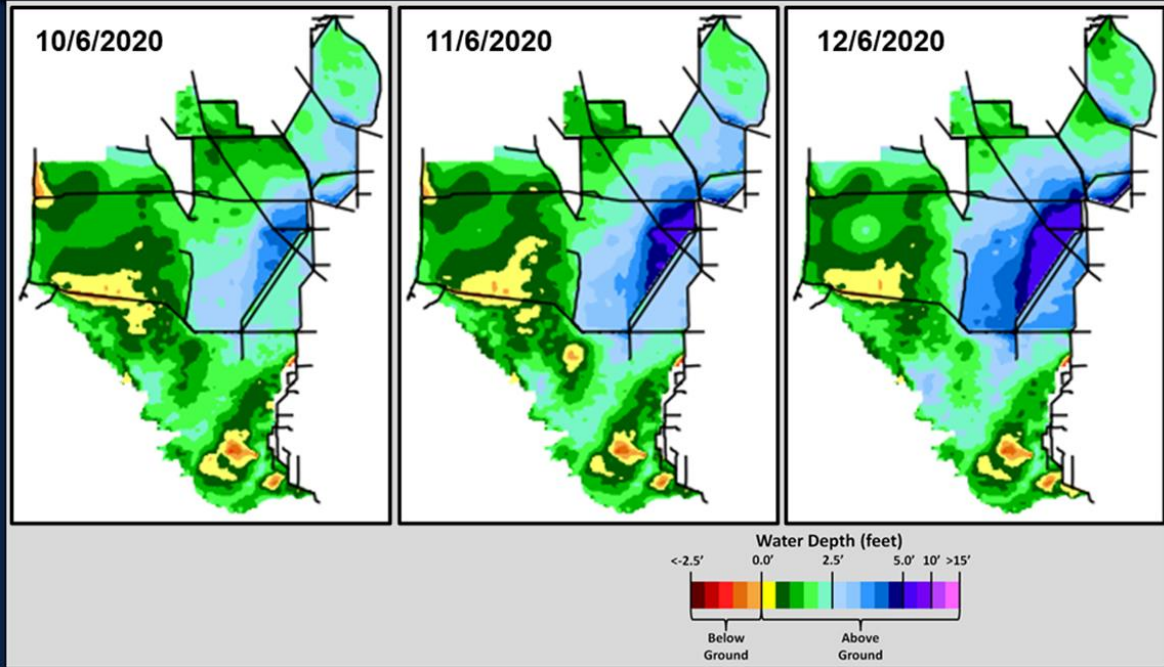 10/6/2020
11/6/2020
12/6/2020
Water Depth (feet)
<-2.5' 0.0' 2.5' 5.0' 10' >15'
Below Ground
Above Ground